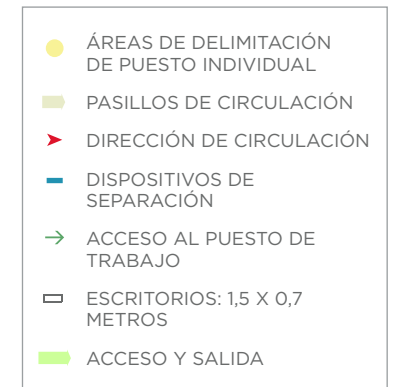 ÁREAS DE DELIMITACIÓN
DE PUESTO INDIVIDUAL
PASILLOS DE CIRCULACIÓN
DIRECCIÓN DE CIRCULACIÓN
DISPOSITIVOS DE
SEPARACIÓN
ACCESO AL PUESTO DE
TRABAJO
ESCRITORIOS: 1,5 X 0,7
METROS
ACCESO Y SALIDA